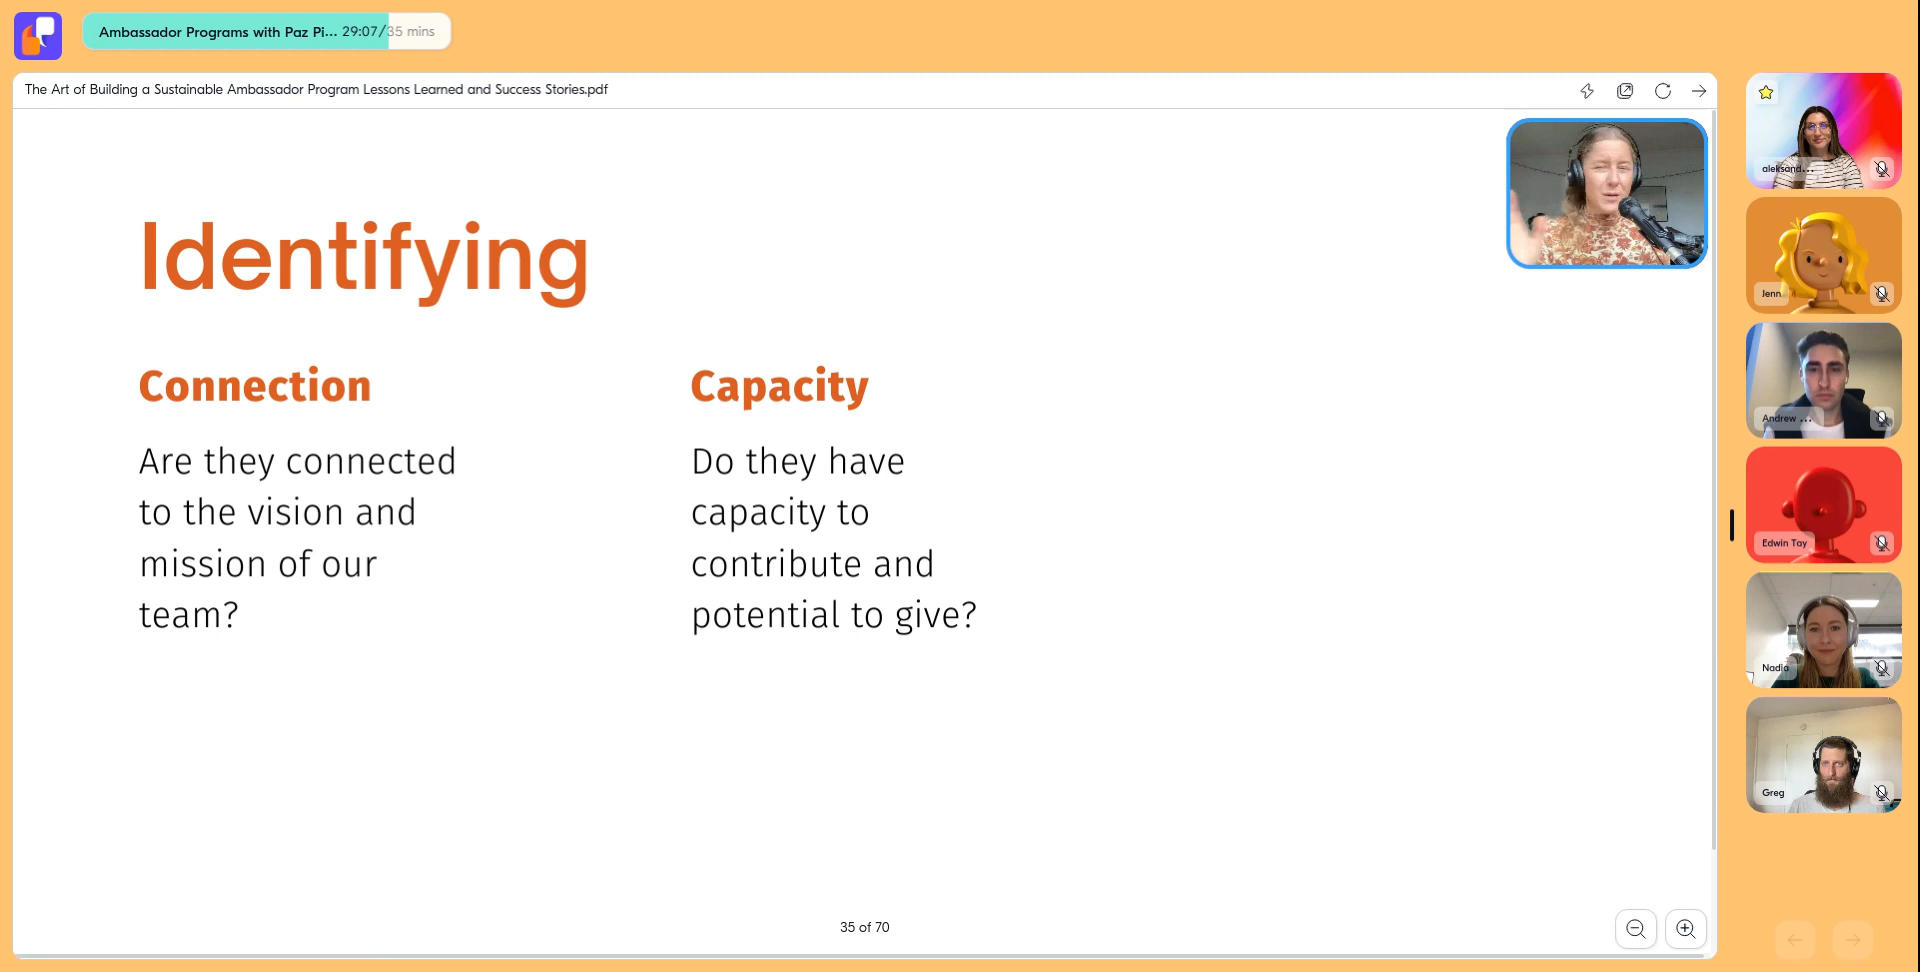 Ambassador Programs with Paz Pi... 29:07/35 mins
The Art of Building a Sustainable Ambassador Program Lessons Learned and Success Stories.pdf
Identifying
Connection
Are they connected
to the vision and
mission of our
team?
Capacity
Do they have
capacity to
contribute and
potential to give?
35 of 70
aleksand...
Jenn
Andrew ...
Edwin Tay
Nadia
Greg